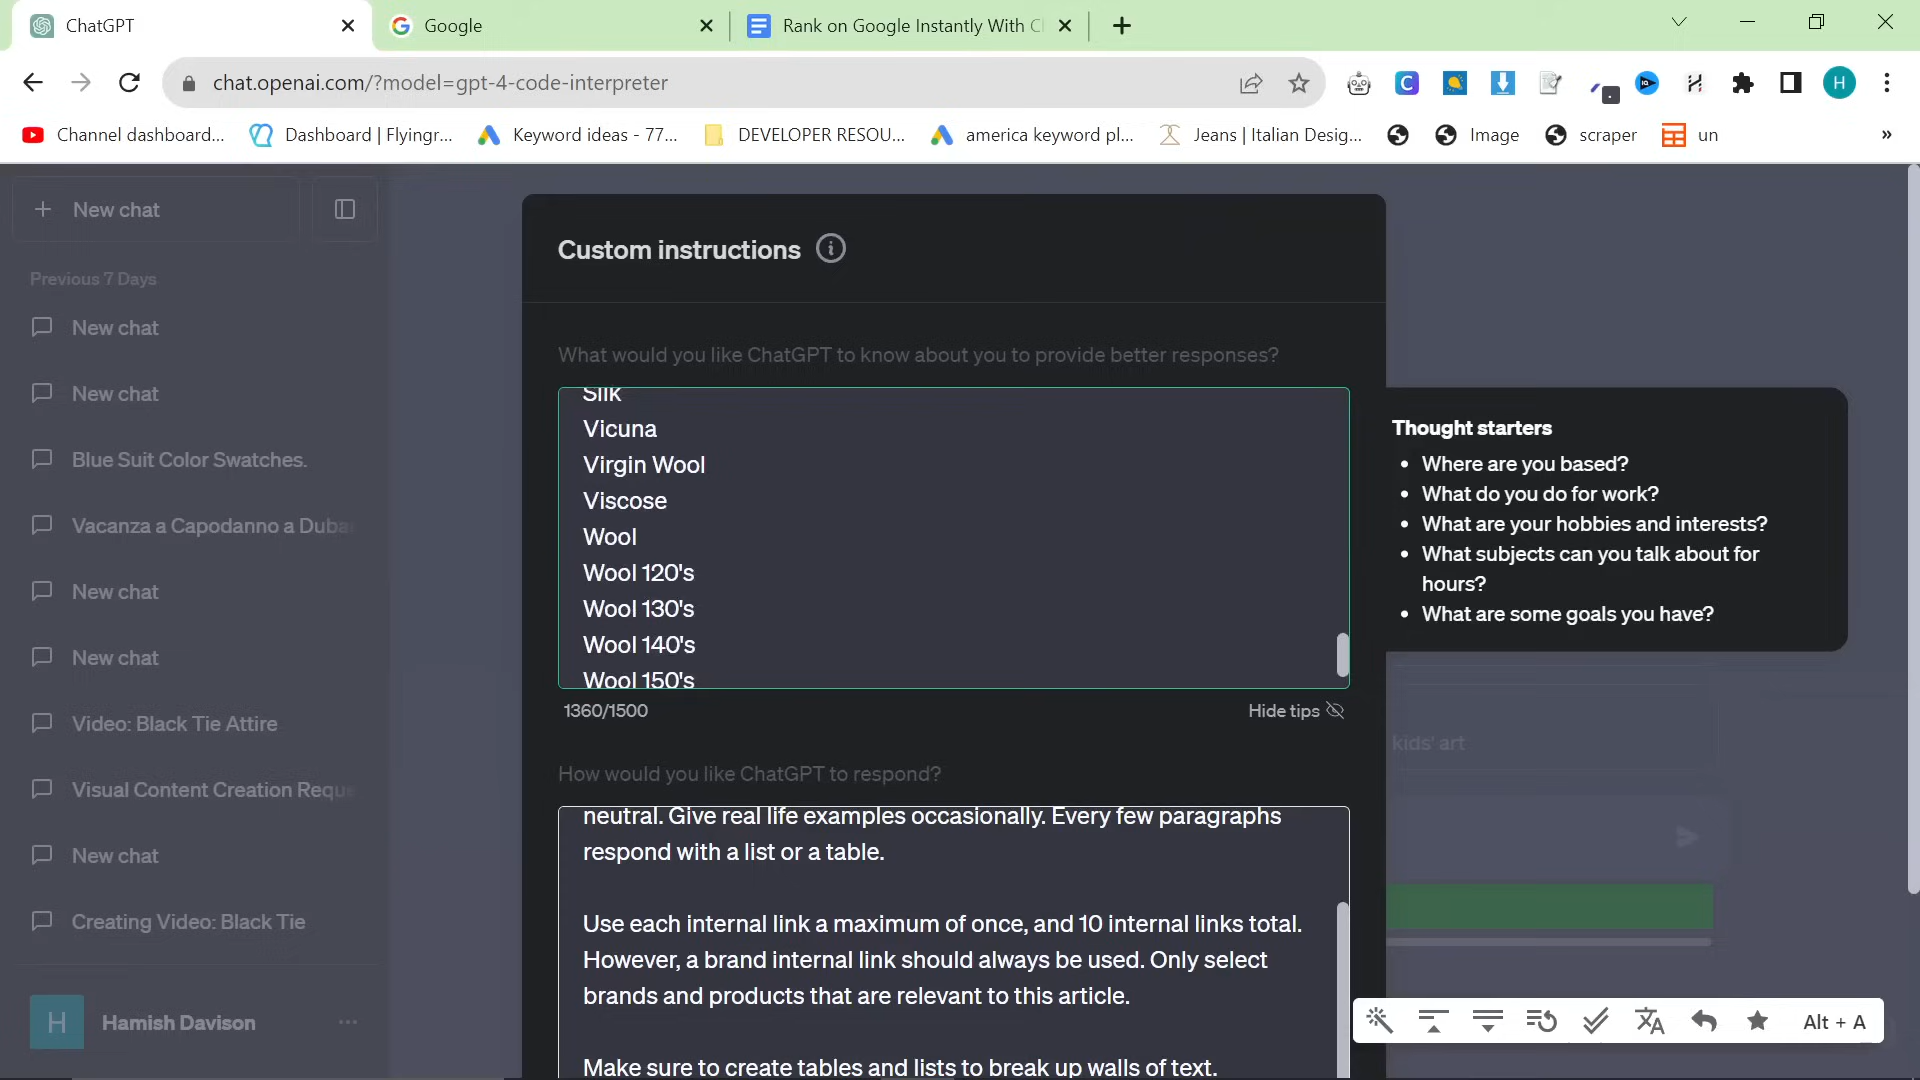 ChatGPT
Google
Rank on Google Instantly With C
chat.openai.com/?model=gpt-4-code-interpreter
H
Channel dashboard...
Dashboard | Flyingr...
Keyword ideas - 77...
DEVELOPER RESOU...
america keyword pl...
Jeans | Italian Desig...
Image
scraper
un
»
New chat
Previous 7 Days
New chat
New chat
Blue Suit Color Swatches.
Vacanza a Capodanno a Duba
New chat
New chat
Video: Black Tie Attire
Visual Content Creation Reque
New chat
Creating Video: Black Tie
H
Hamish Davison
Custom instructions
What would you like ChatGPT to know about you to provide better responses?
Silk
Vicuna
Virgin Wool
Viscose
Wool
Wool 120's
Wool 130's
Wool 140's
Wool 150's
1360/1500
Hide tips
How would you like ChatGPT to respond?
neutral. Give real life examples occasionally. Every few paragraphs
respond with a list or a table.
Use each internal link a maximum of once, and 10 internal links total.
However, a brand internal link should always be used. Only select
brands and products that are relevant to this article.
Make sure to create tables and lists to break up walls of text.
Thought starters
• Where are you based?
• What do you do for work?
• What are your hobbies and interests?
• What subjects can you talk about for
hours?
• What are some goals you have?
kids' art
Alt + A